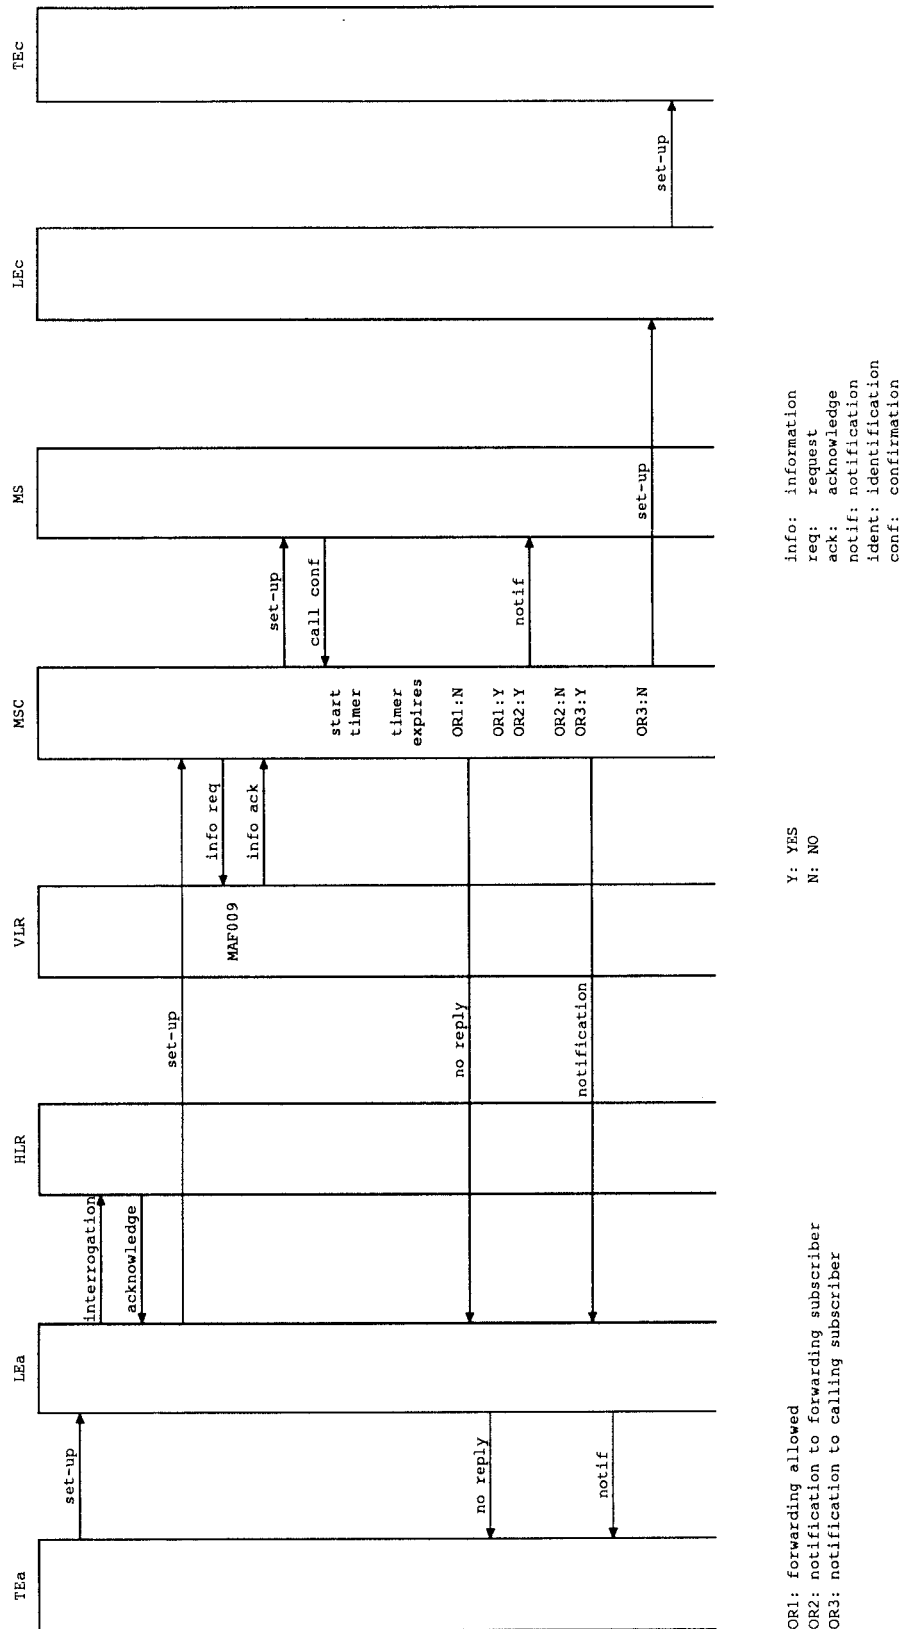 TEa LEa HLR VLR MSC MS LEc TEc
set-up
interrogation
acknowledge
set-up
info req
MAF009
info ack
set-up
call conf
start
timer
timer
expires
OR1:N
no reply
no reply
OR1:Y
OR2:Y
notif
OR2:N
OR3:Y
notification
notif
OR3:N
set-up
set-up
OR1: forwarding allowed
OR2: notification to forwarding subscriber
OR3: notification to calling subscriber
Y: YES
N: NO
info: information
req: request
ack: acknowledge
notif: notification
ident: identification
conf: confirmation